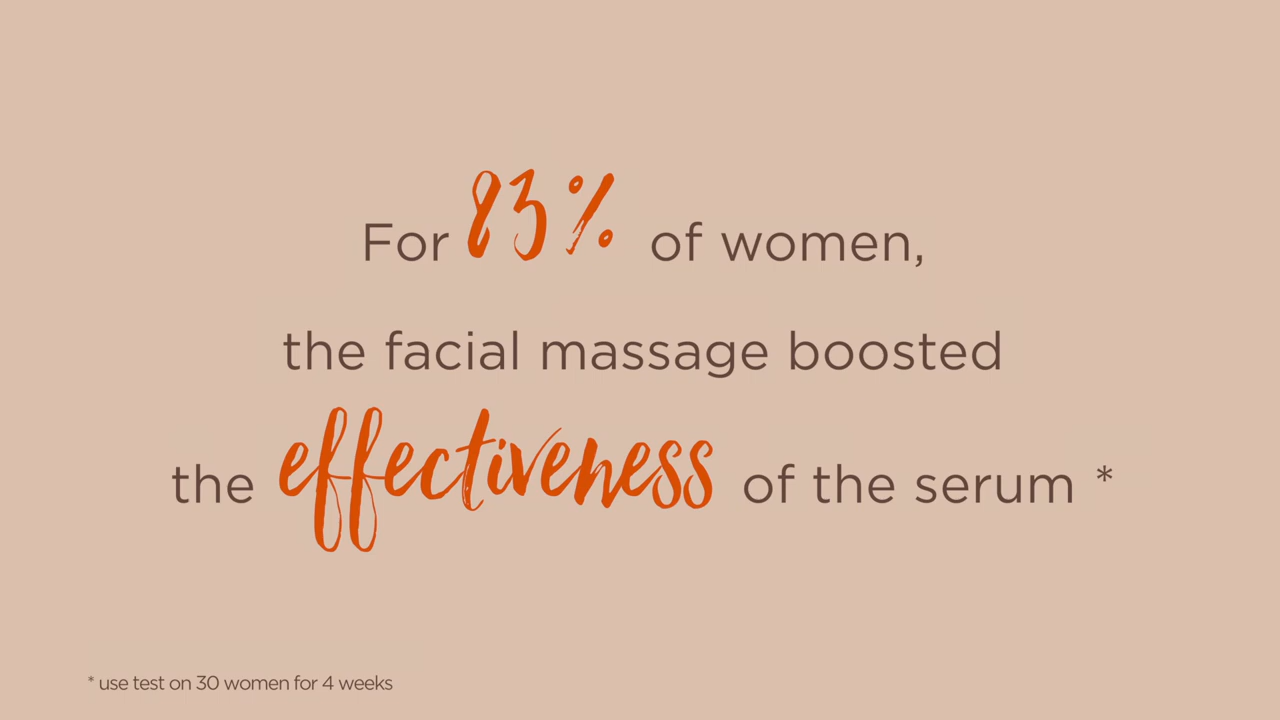 For 83% of women,
the facial massage boosted
the effectiveness of the serum *
* use test on 30 women for 4 weeks